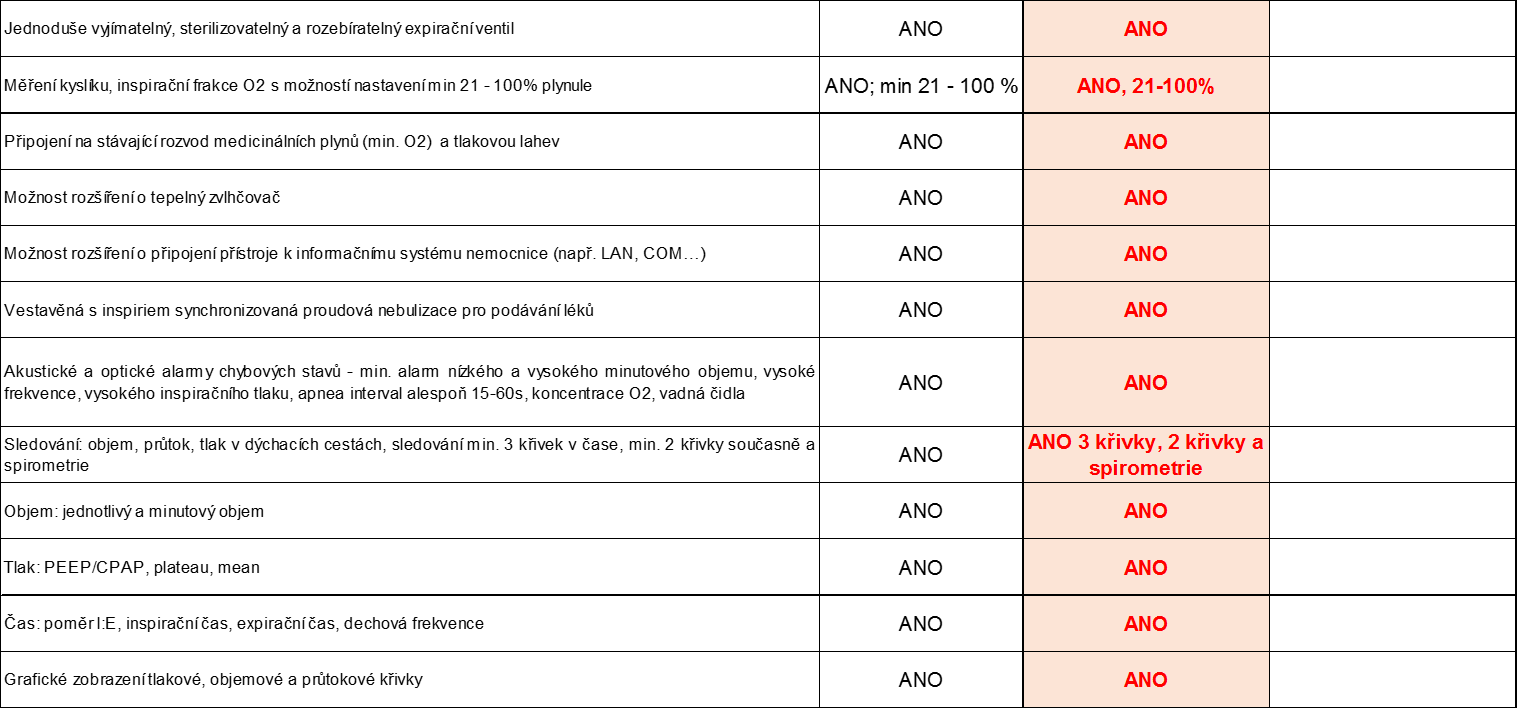 Jednoduše vyjímatelný, sterilizovatelný a rozebíratelný expirační ventil ANO ANO
Měření kyslíku, inspirační frakce O2 s možností nastavení min 21 - 100% plynule ANO; min 21 - 100 % ANO, 21-100%
Připojení na stávající rozvod medicinálních plynů (min. O2) a tlakovou lahev ANO ANO
Možnost rozšíření o tepelný zvlhčovač ANO ANO
Možnost rozšíření o připojení přístroje k informačnímu systému nemocnice (např. LAN, COM…) ANO ANO
Vestavěná s inspiriem synchronizovaná proudová nebulizace pro podávání léků ANO ANO
Akustické a optické alarmy chybových stavů - min. alarm nízkého a vysokého minutového objemu, vysoké
frekvence, vysokého inspiračního tlaku, apnea interval alespoň 15-60s, koncentrace O2, vadná čidla ANO ANO
Sledování: objem, průtok, tlak v dýchacích cestách, sledování min. 3 křivek v čase, min. 2 křivky současně a
spirometrie ANO ANO 3 křivky, 2 křivky a
spirometrie
Objem: jednotlivý a minutový objem ANO ANO
Tlak: PEEP/CPAP, plateau, mean ANO ANO
Čas: poměr I:E, inspirační čas, expirační čas, dechová frekvence ANO ANO
Grafické zobrazení tlakové, objemové a průtokové křivky ANO ANO